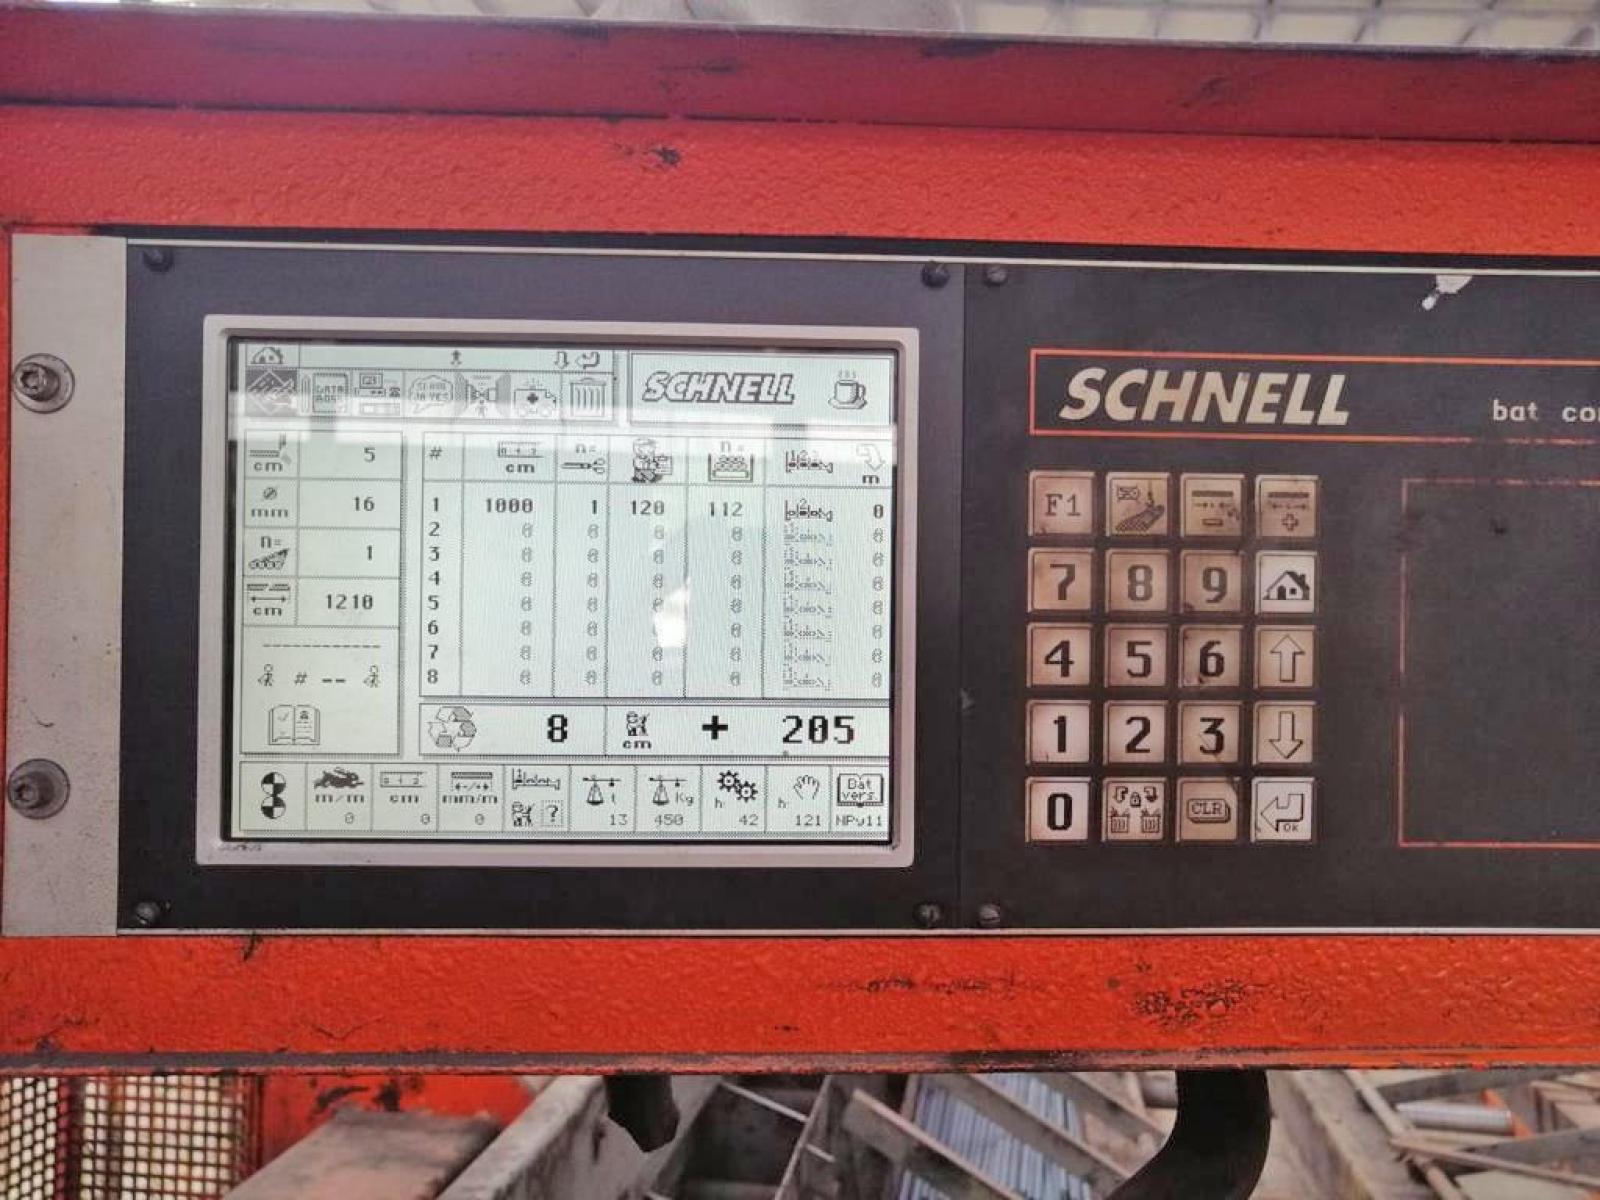 SCHNELL
SCHNELL
bat co
DATA
cm 5
# cm n= n= m
Ø mm 16
1 1000 1 120 112 0
2 0 0 0 0 0
n= 1
3 0 0 0 0 0
4 0 0 0 0 0
cm 1210
5 0 0 0 0 0
6 0 0 0 0 0
7 0 0 0 0 0
# --
8 0 0 0 0 0
8 cm + 205
m/m cm mm/m ? t Kg h: h: Bat vers.
0 0 0 13 450 42 121 NPv11
F1 - +
7 8 9
4 5 6
1 2 3
0 CLR OK